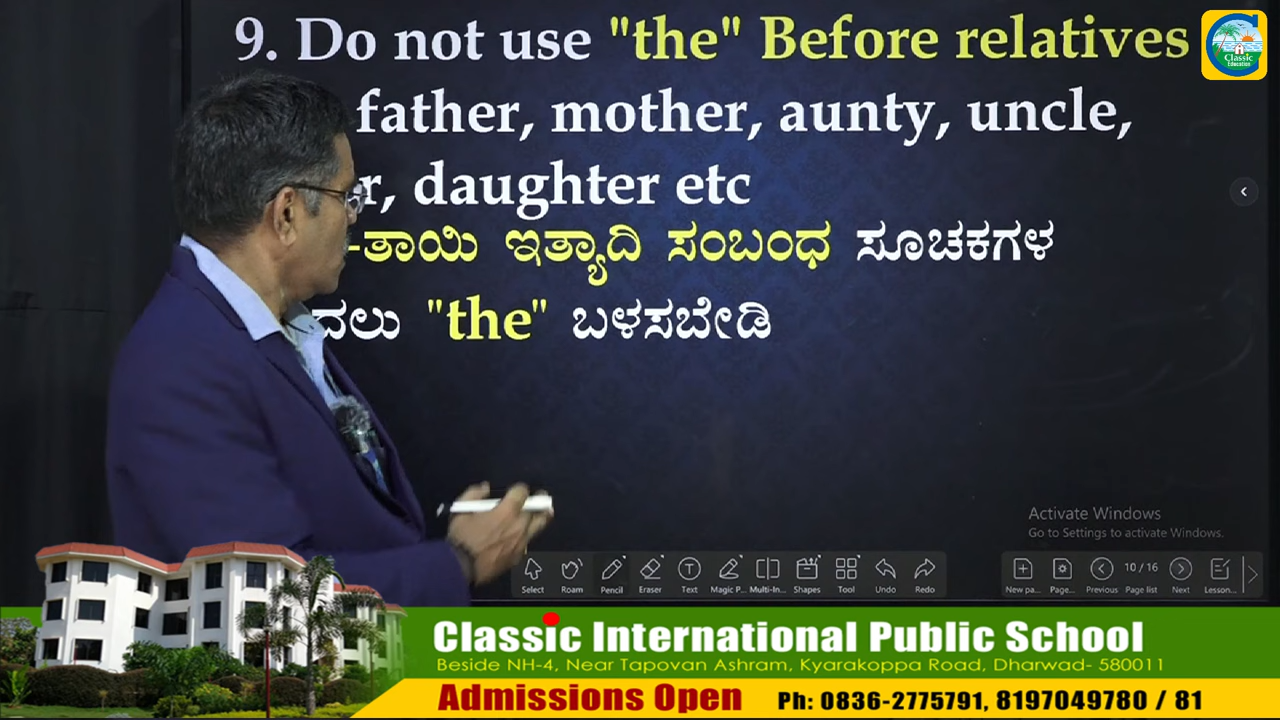 9. Do not use "the" Before relatives
father, mother, aunty, uncle,
daughter etc
-ತಾಯಿ ಇತ್ಯಾದಿ ಸಂಬಂಧ ಸೂಚಕಗಳ
"the" ಬಳಸಬೇಡಿ
Classic
Education
Activate Windows
Go to Settings to activate Windows.
Select Roam Pencil Eraser Text Magic P... Multi-In... Shapes Tool Undo Redo
New pa... Page... Previous 10 / 16 Page list Next Lesson...
Classic International Public School
Beside NH-4, Near Tapovan Ashram, Kyarakoppa Road, Dharwad- 580011
Admissions Open Ph: 0836-2775791, 8197049780 / 81